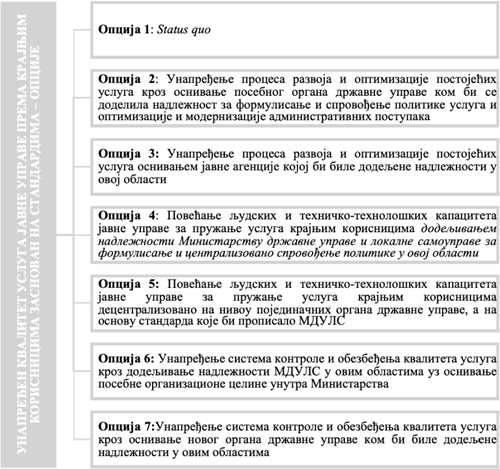 УНАПРЕЂЕН КВАЛИТЕТ УСЛУГА ЈАВНЕ УПРАВЕ ПРЕМА КРАЈЊИМ
КОРИСНИЦИМА ЗАСНОВАН НА СТАНДАРДИМА – ОПЦИЈЕ
Опција 1: Status quo
Опција 2: Унапређење процеса развоја и оптимизације постојећих
услуга кроз оснивање посебног органа државне управе ком би се
доделила надлежност за формулисање и спровођење политике услуга и
оптимизације и модернизације административних поступака
Опција 3: Унапређење процеса развоја и оптимизације постојећих
услуга оснивањем јавне агенције којој би биле додељене надлежности у
овој области
Опција 4: Повећање људских и техничко-технолошких капацитета
јавне управе за пружање услуга крајњим корисницима додељивањем
надлежности Министарству државне управе и локалне самоуправе за
формулисање и централизовано спровођење политике у овој области
Опција 5: Повећање људских и техничко-технолошких капацитета
јавне управе за пружање услуга крајњим корисницима
децентрализовано на нивоу појединачних органа државне управе, а на
основу стандарда које би прописало МДУЛС
Опција 6: Унапређење система контроле и обезбеђења квалитета услуга
кроз додељивање надлежности МДУЛС у овим областима уз оснивање
посебне организационе целине унутра Министарства
Опција 7:Унапређење система контроле и обезбеђења квалитета услуга
кроз оснивање новог органа државне управе ком би биле додељене
надлежности у овим областима